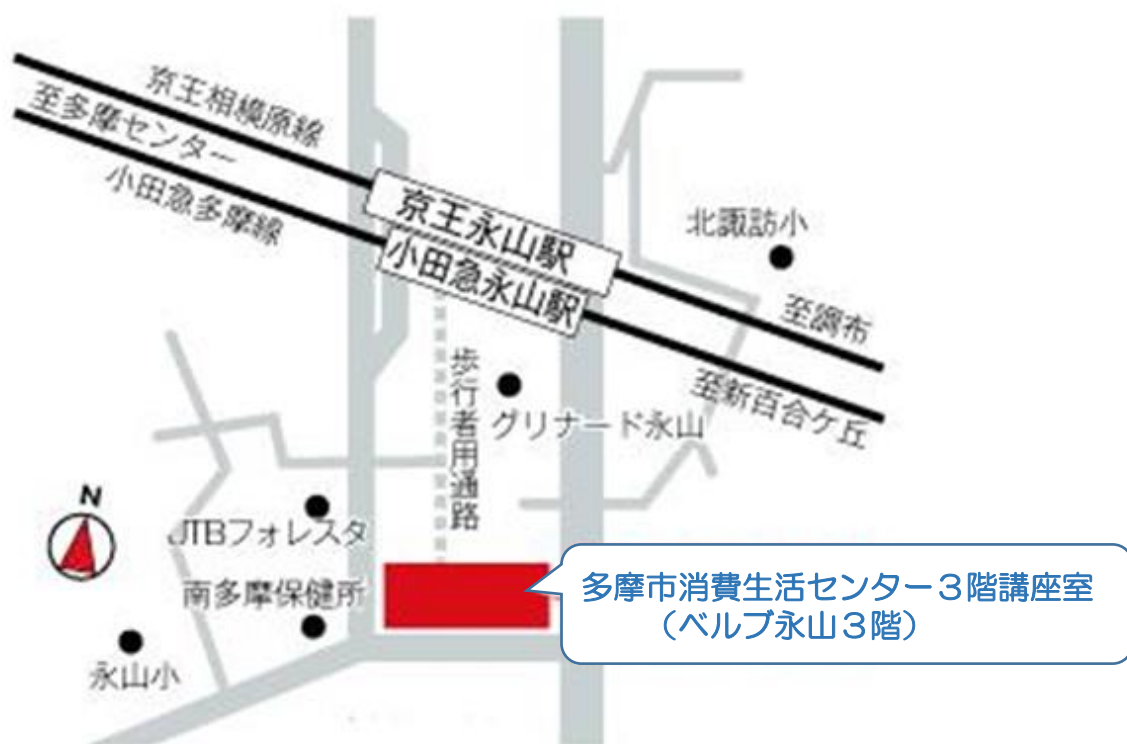 京王相模原線
至多摩センター
小田急多摩線
京王永山駅
小田急永山駅
北諏訪小
至調布
至新百合ケ丘
歩行者用通路
グリナード永山
N
JTBフォレスタ
南多摩保健所
永山小
多摩市消費生活センター３階講座室
（ベルブ永山３階）